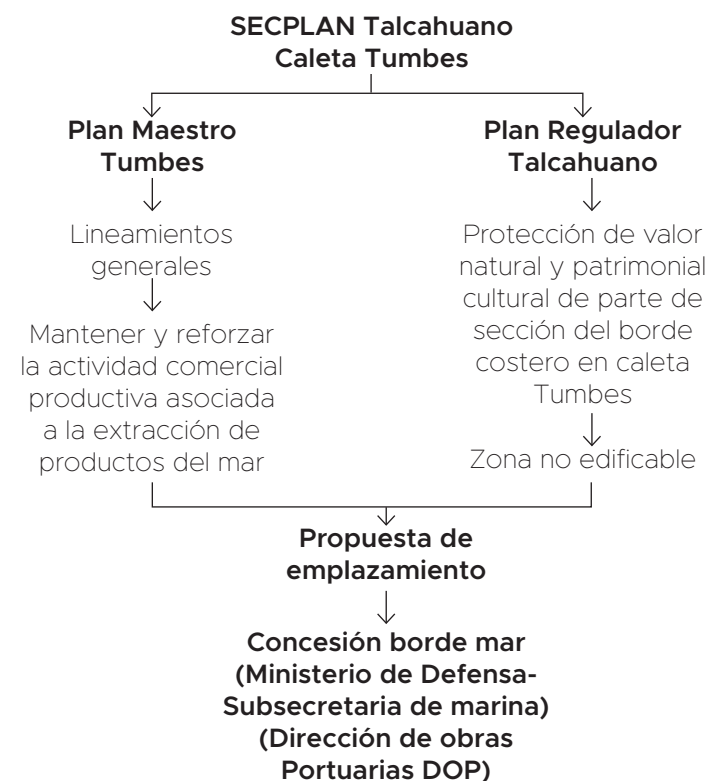 SECPLAN Talcahuano
Caleta Tumbes
Plan Maestro
Tumbes
Lineamientos
generales
Mantener y reforzar
la actividad comercial
productiva asociada
a la extracción de
productos del mar
Plan Regulador
Talcahuano
Protección de valor
natural y patrimonial
cultural de parte de
sección del borde
costero en caleta
Tumbes
Zona no edificable
Propuesta de
emplazamiento
Concesión borde mar
(Ministerio de Defensa-
Subsecretaria de marina)
(Dirección de obras
Portuarias DOP)